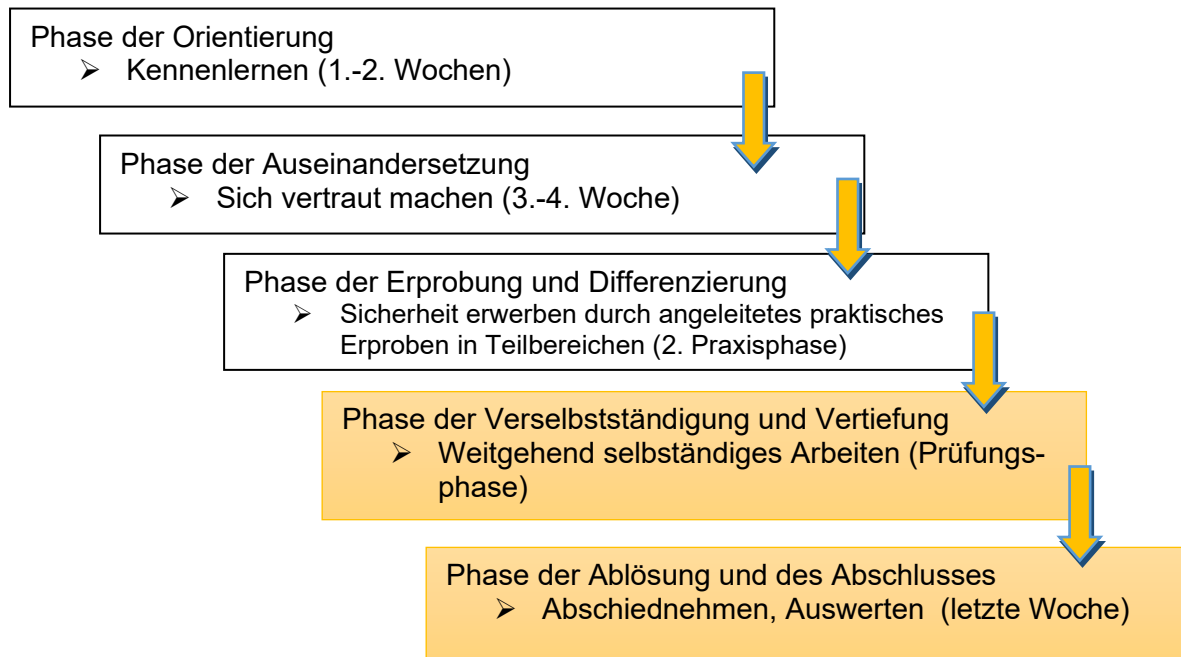 Phase der Orientierung
➢ Kennenlernen (1.-2. Wochen)
Phase der Auseinandersetzung
➢ Sich vertraut machen (3.-4. Woche)
Phase der Erprobung und Differenzierung
➢ Sicherheit erwerben durch angeleitetes praktisches
Erproben in Teilbereichen (2. Praxisphase)
Phase der Verselbstständigung und Vertiefung
➢ Weitgehend selbständiges Arbeiten (Prüfungs-
phase)
Phase der Ablösung und des Abschlusses
➢ Abschiednehmen, Auswerten (letzte Woche)